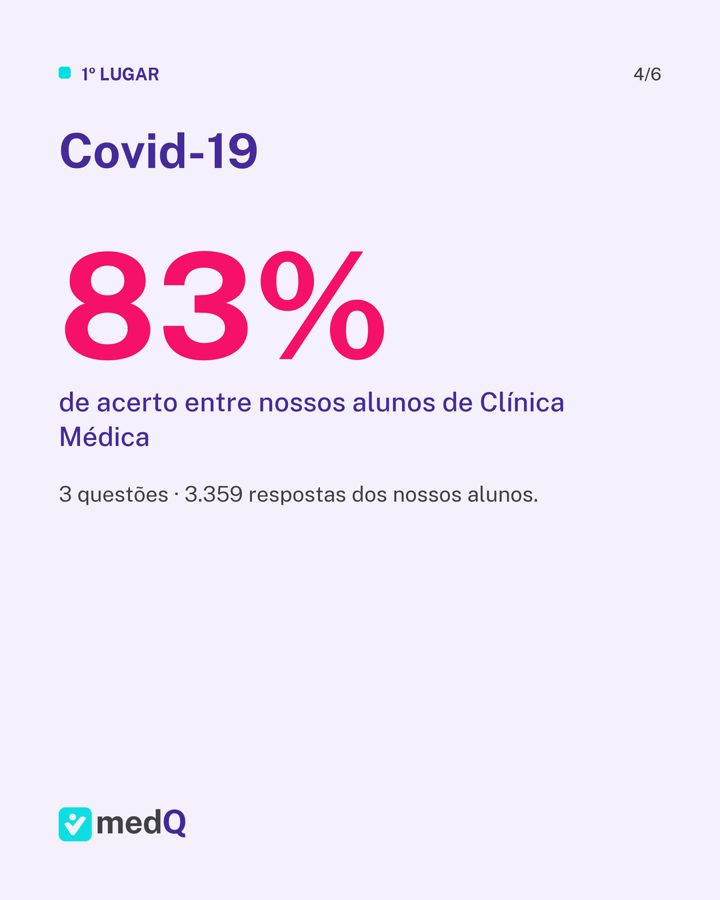 1º LUGAR
4/6
Covid-19
83%
de acerto entre nossos alunos de Clínica
Médica
3 questões · 3.359 respostas dos nossos alunos.
medQ